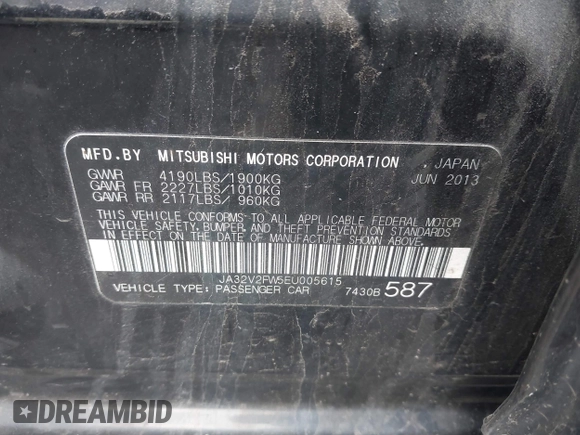 MFD.BY MITSUBISHI MOTORS CORPORATION , JAPAN
GVWR 4190LBS/1900KG JUN 2013
GAWR FR 2227LBS/1010KG
GAWR RR 2117LBS/ 960KG
THIS VEHICLE CONFORMS TO ALL APPLICABLE FEDERAL MOTOR
VEHICLE SAFETY, BUMPER, AND THEFT PREVENTION STANDARDS
IN EFFECT ON THE DATE OF MANUFACTURE SHOWN ABOVE.
JA32V2FW5EU005615
VEHICLE TYPE: PASSENGER CAR 7430B 587
DREAMBID